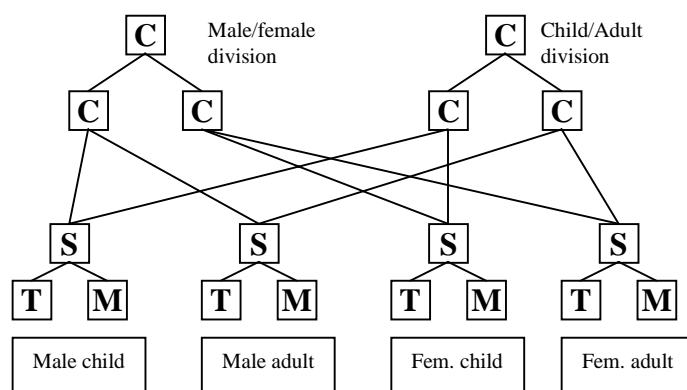 C Male/female C Child/Adult
division division
C C C C
S S S S
T M T M T M T M
Male child Male adult Fem. child Fem. adult